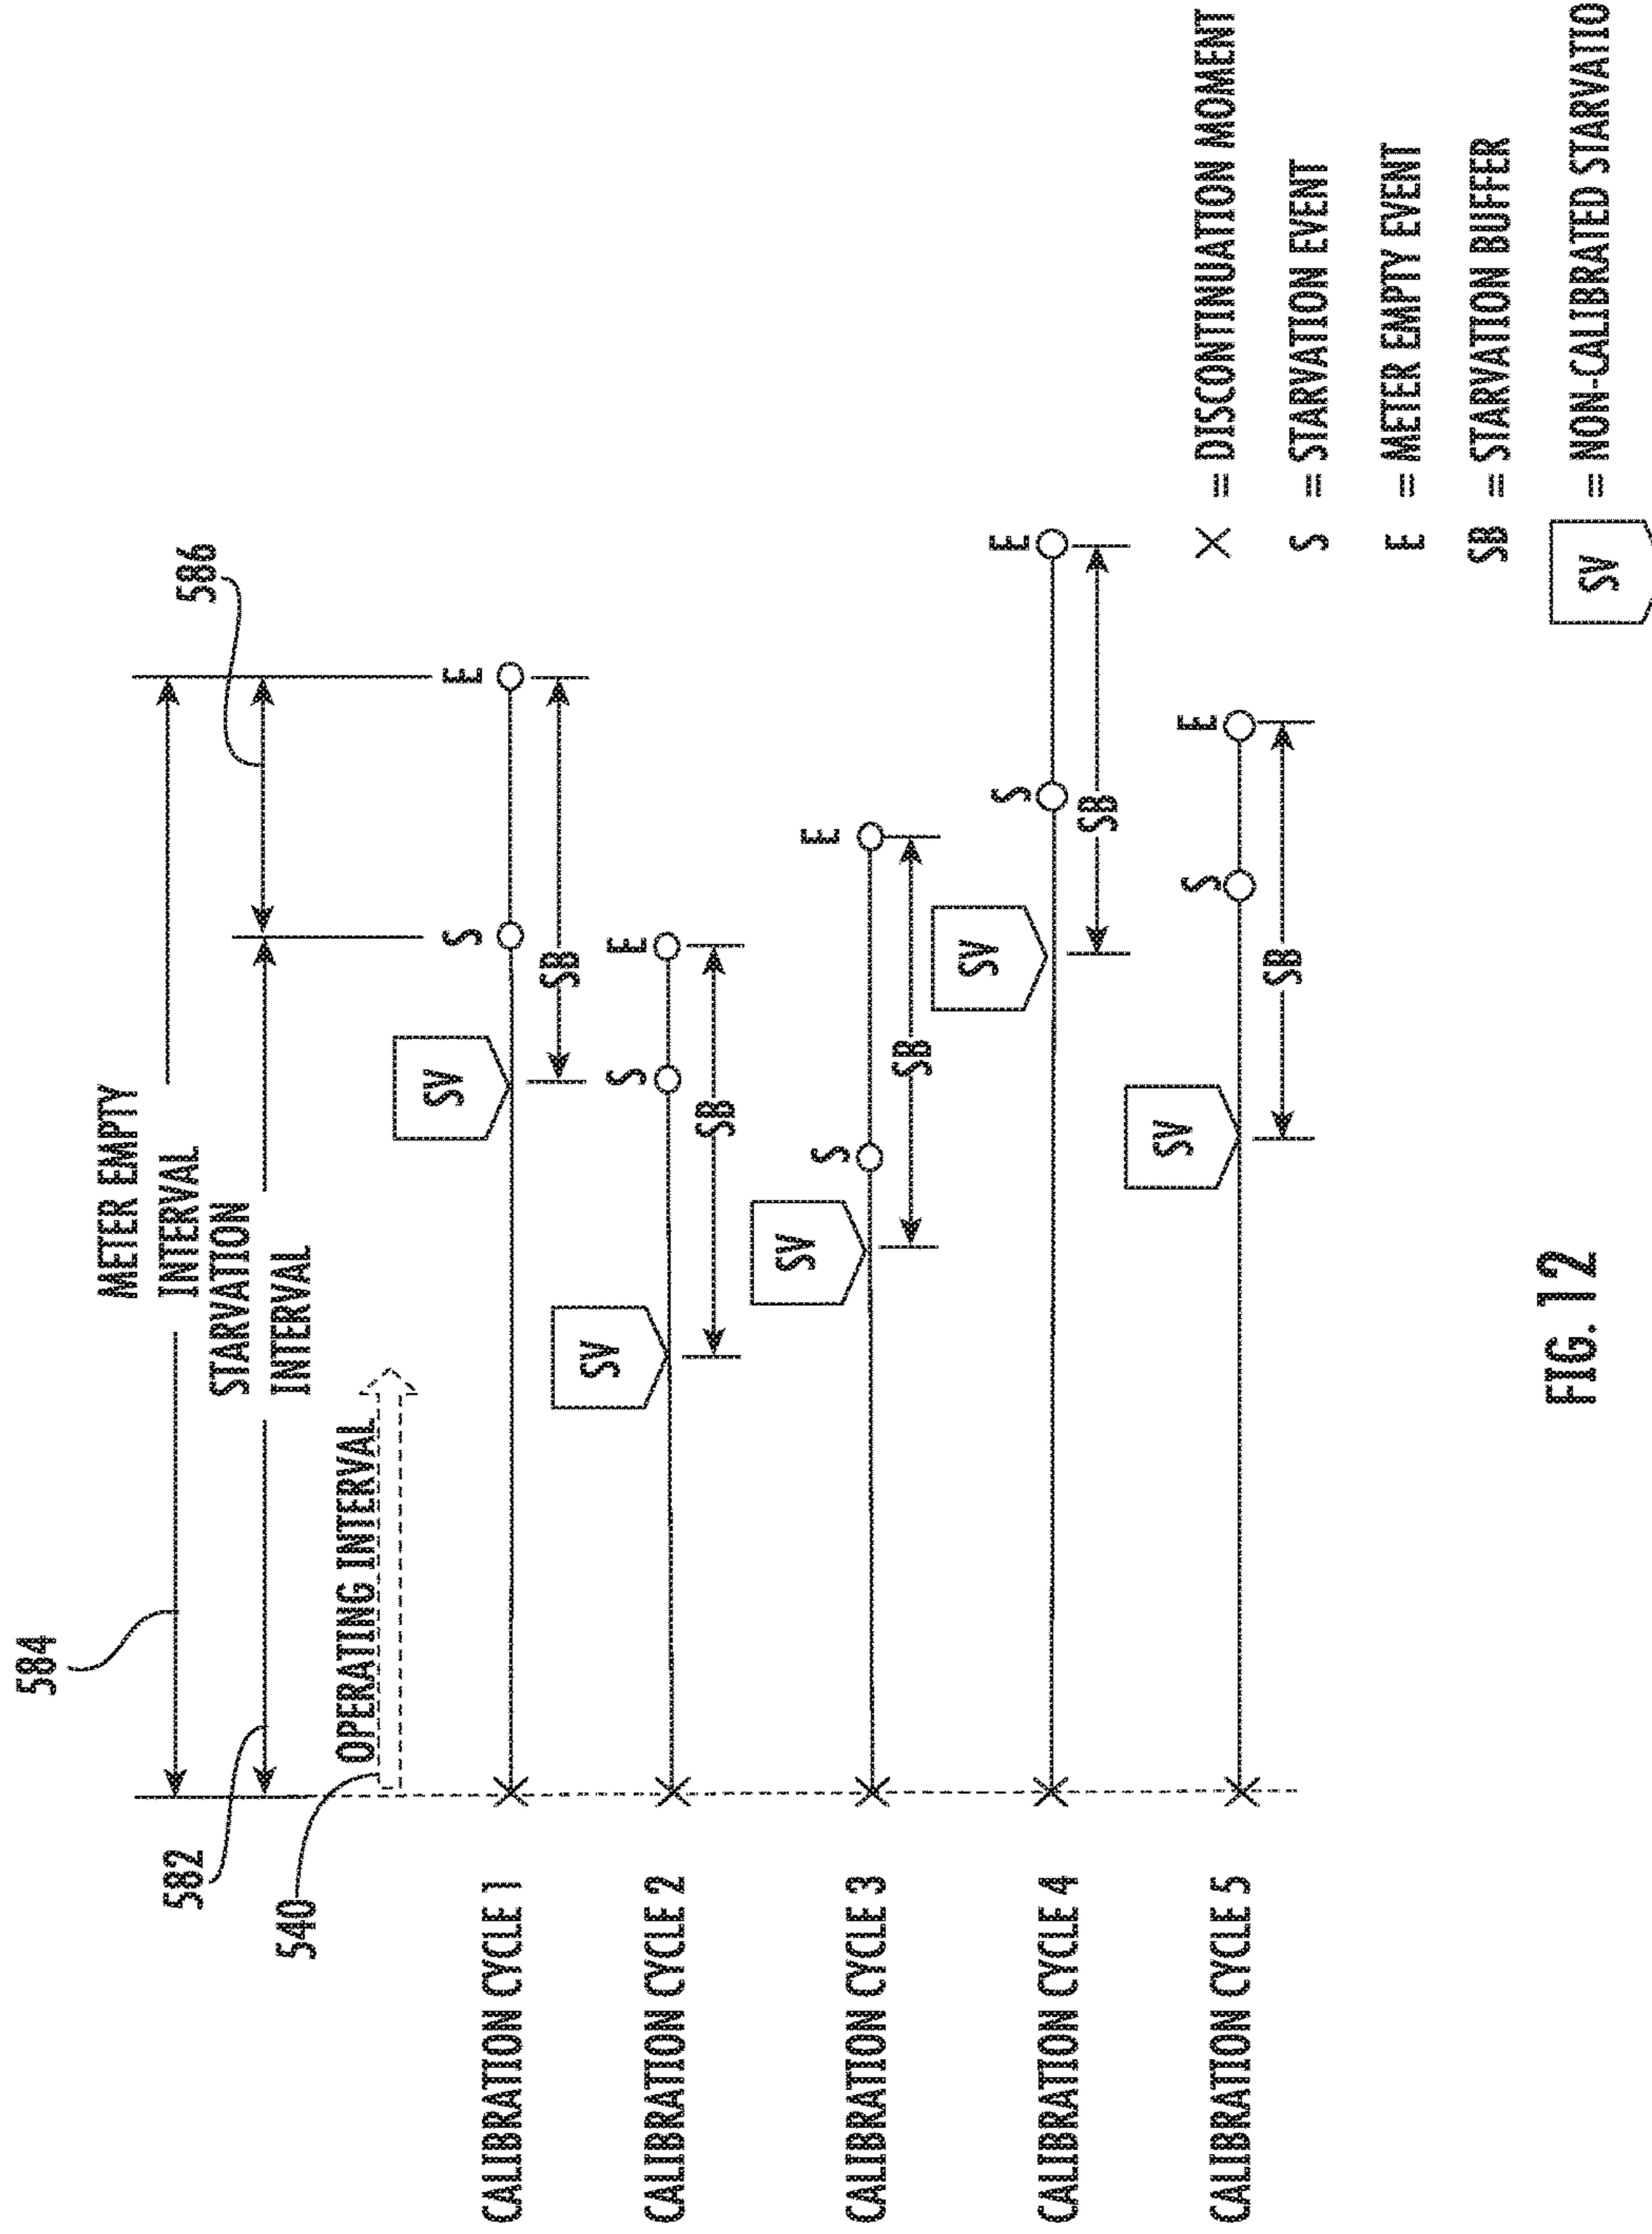 584
METER EMPTY
INTERVAL
586
582
STARVATION
INTERVAL
540
OPERATING INTERVAL
CALIBRATION CYCLE 1
SV
S
E
SB
CALIBRATION CYCLE 2
SV
S
E
SB
CALIBRATION CYCLE 3
SV
S
E
SB
CALIBRATION CYCLE 4
SV
S
E
SB
CALIBRATION CYCLE 5
SV
S
E
SB
X = DISCONTINUATION MOMENT
S = STARVATION EVENT
E = METER EMPTY EVENT
SB = STARVATION BUFFER
SV = NON-CALIBRATED STARVATIO
FIG. 12